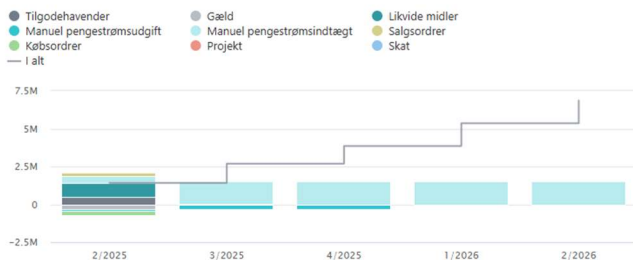 Tilgodehavender Gæld Likvide midler
Manuel pengestrømsudgift Manuel pengestrømsindtægt Salgsordrer
Købsordrer Projekt Skat
I alt
7.5M
5M
2.5M
0
−2.5M
2/2025 3/2025 4/2025 1/2026 2/2026